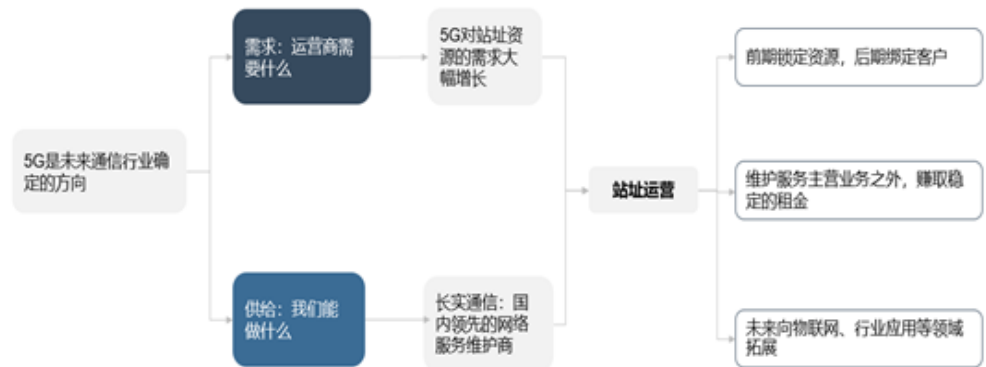 5G是未来通信行业确
定的方向
需求：运营商需
要什么
5G对站址资
源的需求大
幅增长
供给：我们能
做什么
长实通信：国
内领先的网络
服务维护商
站址运营
前期锁定资源，后期绑定客户
维护服务主营业务之外，赚取稳
定的租金
未来向物联网、行业应用等领域
拓展